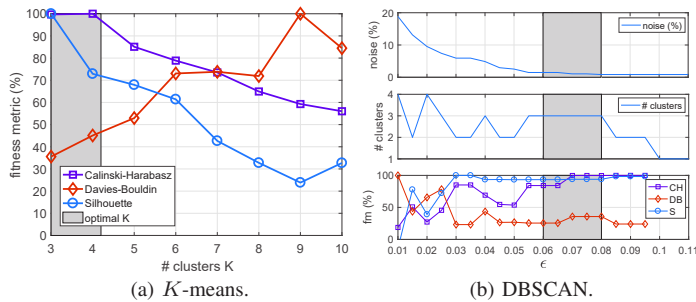 fitness metric (%)
100
90
80
70
60
50
40
30
20
10
0
Calinski-Harabasz
Davies-Bouldin
Silhouette
optimal K
3 4 5 6 7 8 9 10
# clusters K
(a) K-means.
noise (%)
20
10
0
noise (%)
# clusters
4
3
2
1
# clusters
fm (%)
100
50
0
CH
DB
S
0.01 0.02 0.03 0.04 0.05 0.06 0.07 0.08 0.09 0.1 0.11
ϵ
(b) DBSCAN.